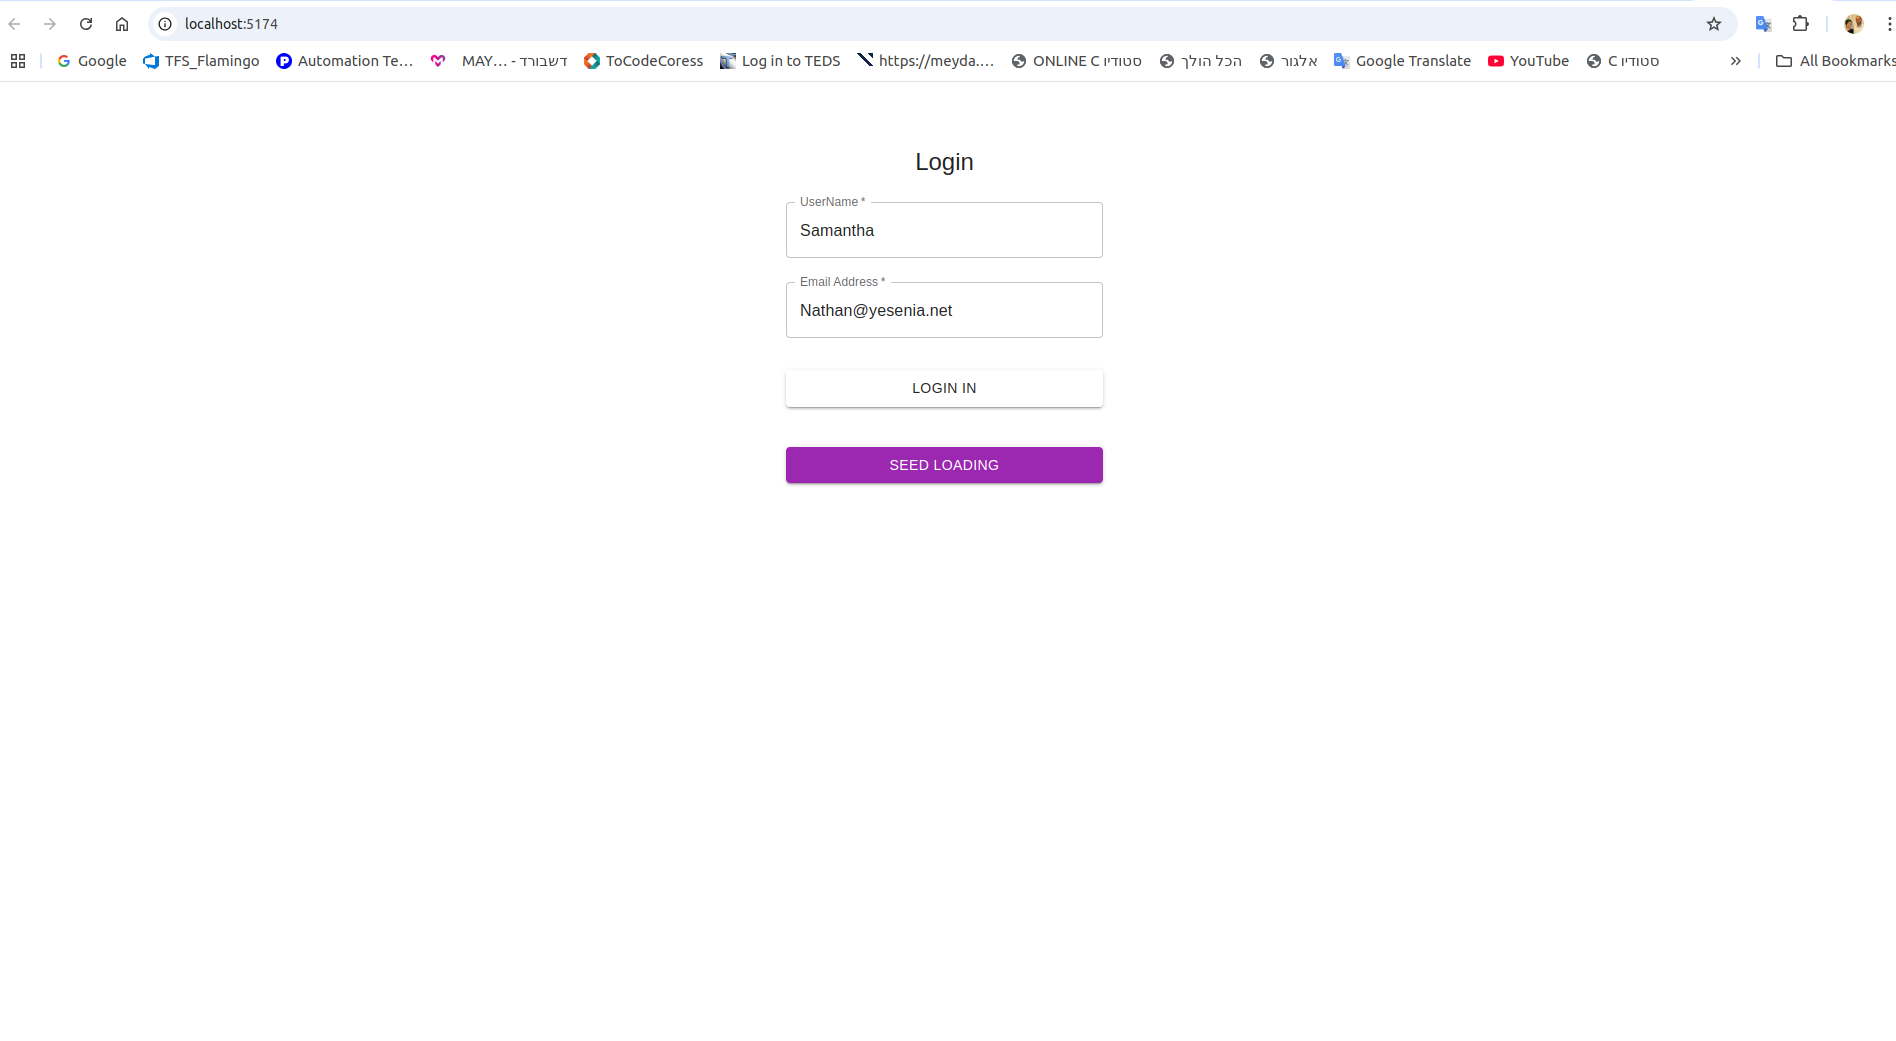 localhost:5174
Google TFS_Flamingo Automation Te... MAY... - דשבורד ToCodeCoress Log in to TEDS https://meyda.... ONLINE C סטודיו הכל הולך אלגור Google Translate YouTube C סטודיו » All Bookmarks
Login
UserName *
Samantha
Email Address *
Nathan@yesenia.net
LOGIN IN
SEED LOADING